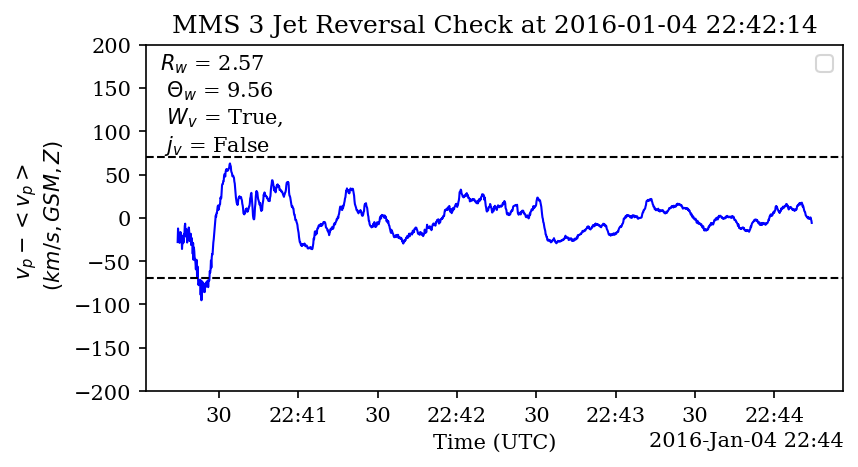 MMS 3 Jet Reversal Check at 2016-01-04 22:42:14
R_w = 2.57
Θ_w = 9.56
W_v = True,
j_v = False
200
150
100
50
0
−50
−100
−150
−200
v_p − < v_p >
(km/s, GSM, Z)
30 22:41 30 22:42 30 22:43 30 22:44
Time (UTC)
2016-Jan-04 22:44